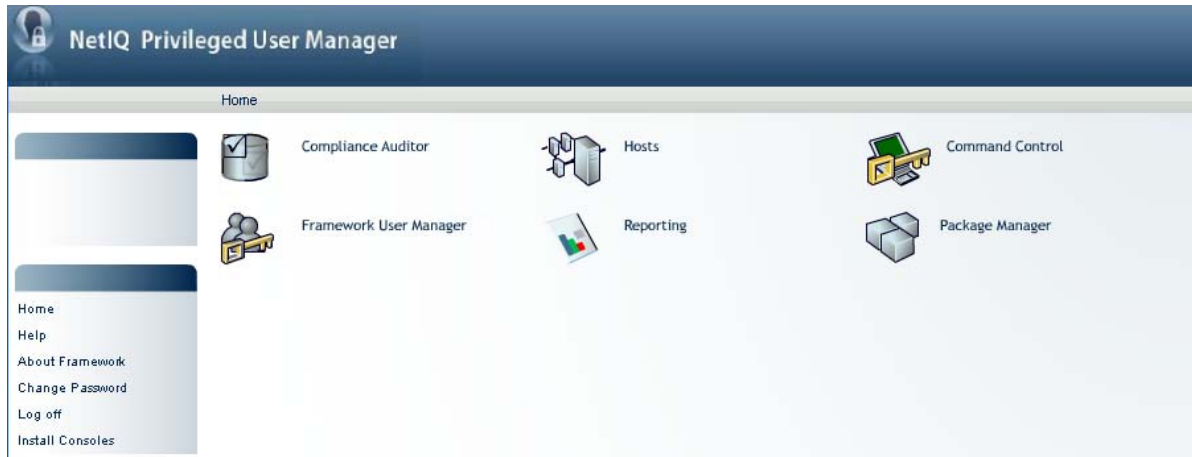 NetIQ Privileged User Manager
Home
Compliance Auditor
Hosts
Command Control
Framework User Manager
Reporting
Package Manager
Home
Help
About Framework
Change Password
Log off
Install Consoles